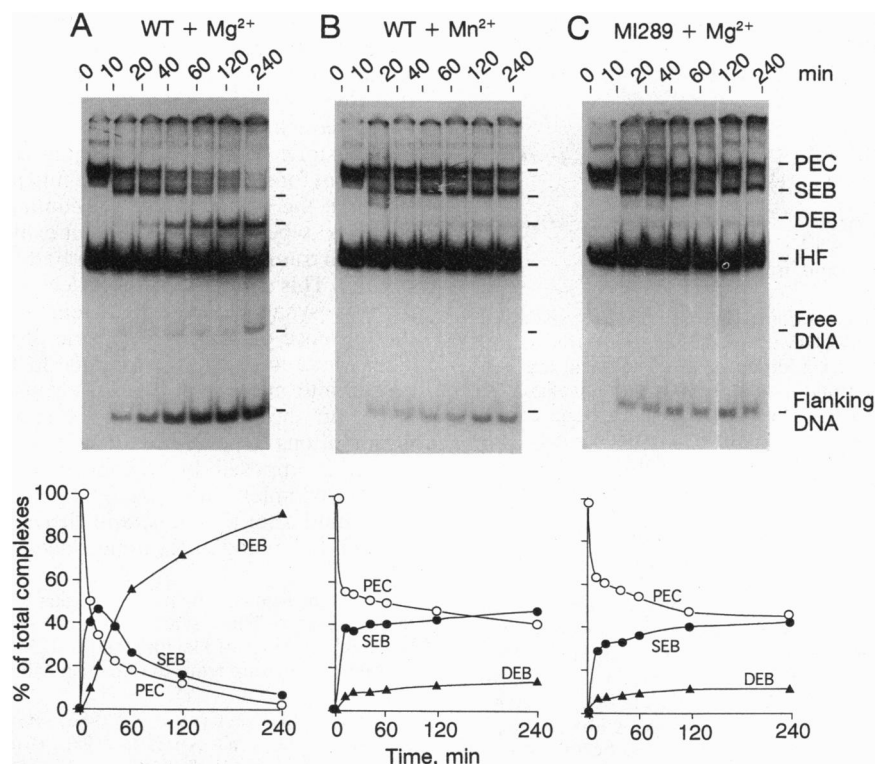 A WT + Mg2+
0 10 20 40 60 120 240
B WT + Mn2+
0 10 20 40 60 120 240
C MI289 + Mg2+
0 10 20 40 60 120 240 min
PEC
SEB
DEB
IHF
Free
DNA
Flanking
DNA
% of total complexes
100
80
60
40
20
0
DEB
SEB
PEC
0 60 120 240
PEC
SEB
DEB
0 60 120 240
PEC
SEB
DEB
0 60 120 240
Time, min